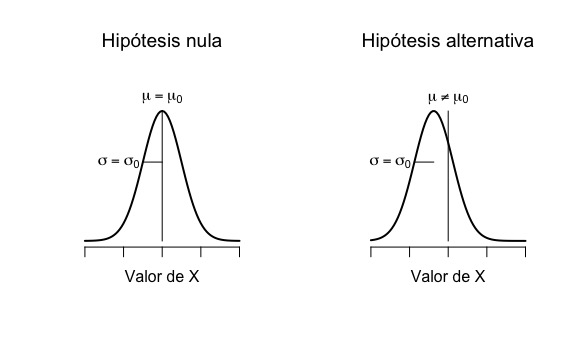 Hipótesis nula
μ = μ0
σ = σ0
Valor de X
Hipótesis alternativa
μ ≠ μ0
σ = σ0
Valor de X